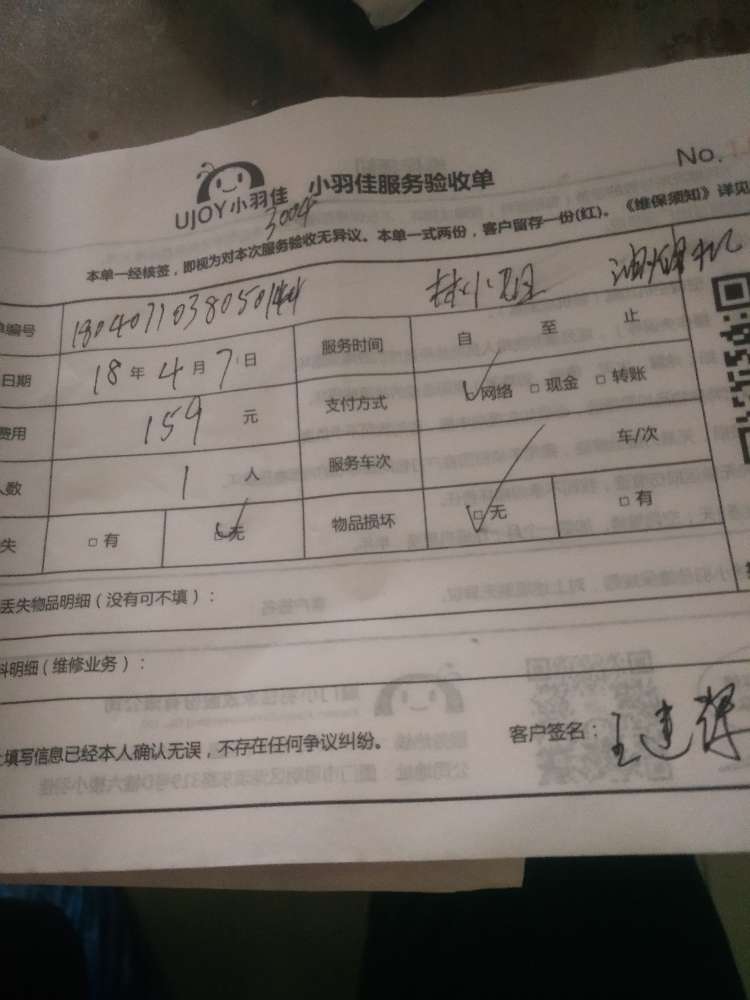 No.
UJOY小羽佳 小羽佳服务验收单
3004
本单一经核签，即视为对本次服务验收无异议。本单一式两份，客户留存一份(红)。《维保须知》详见
单编号 1804071038050144 林小姐 油烟机
日期 18 年 4 月 7 日 服务时间 自 至 止
费用 159 元 支付方式 网络 □ 现金 □ 转账
人数 1 人 服务车次 车/次
失 □ 有 □ 无 物品损坏 □ 无 □ 有
丢失物品明细（没有可不填）：
料明细（维修业务）：
上填写信息已经本人确认无误，不存在任何争议纠纷。 客户签名：王建辉